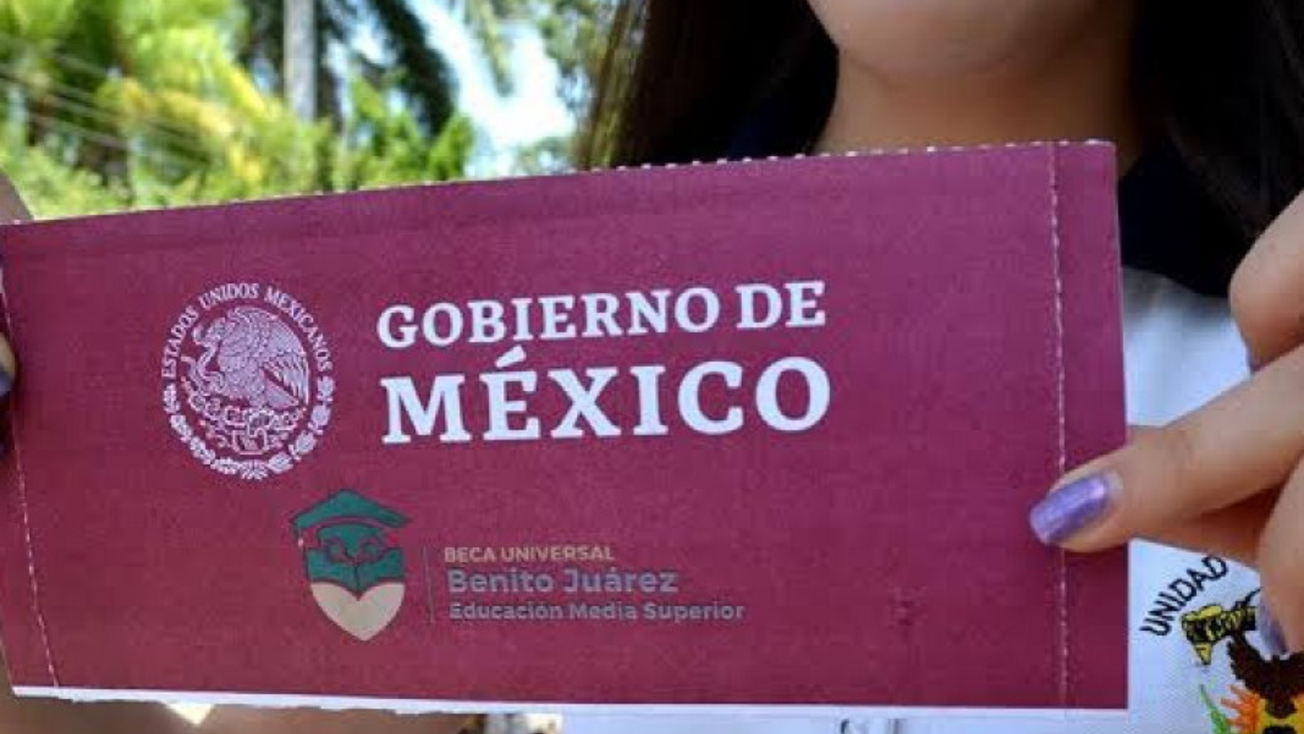 ESTADOS UNIDOS MEXICANOS
GOBIERNO DE
MÉXICO
BECA UNIVERSAL
Benito Juárez
Educación Media Superior
UNIDAD